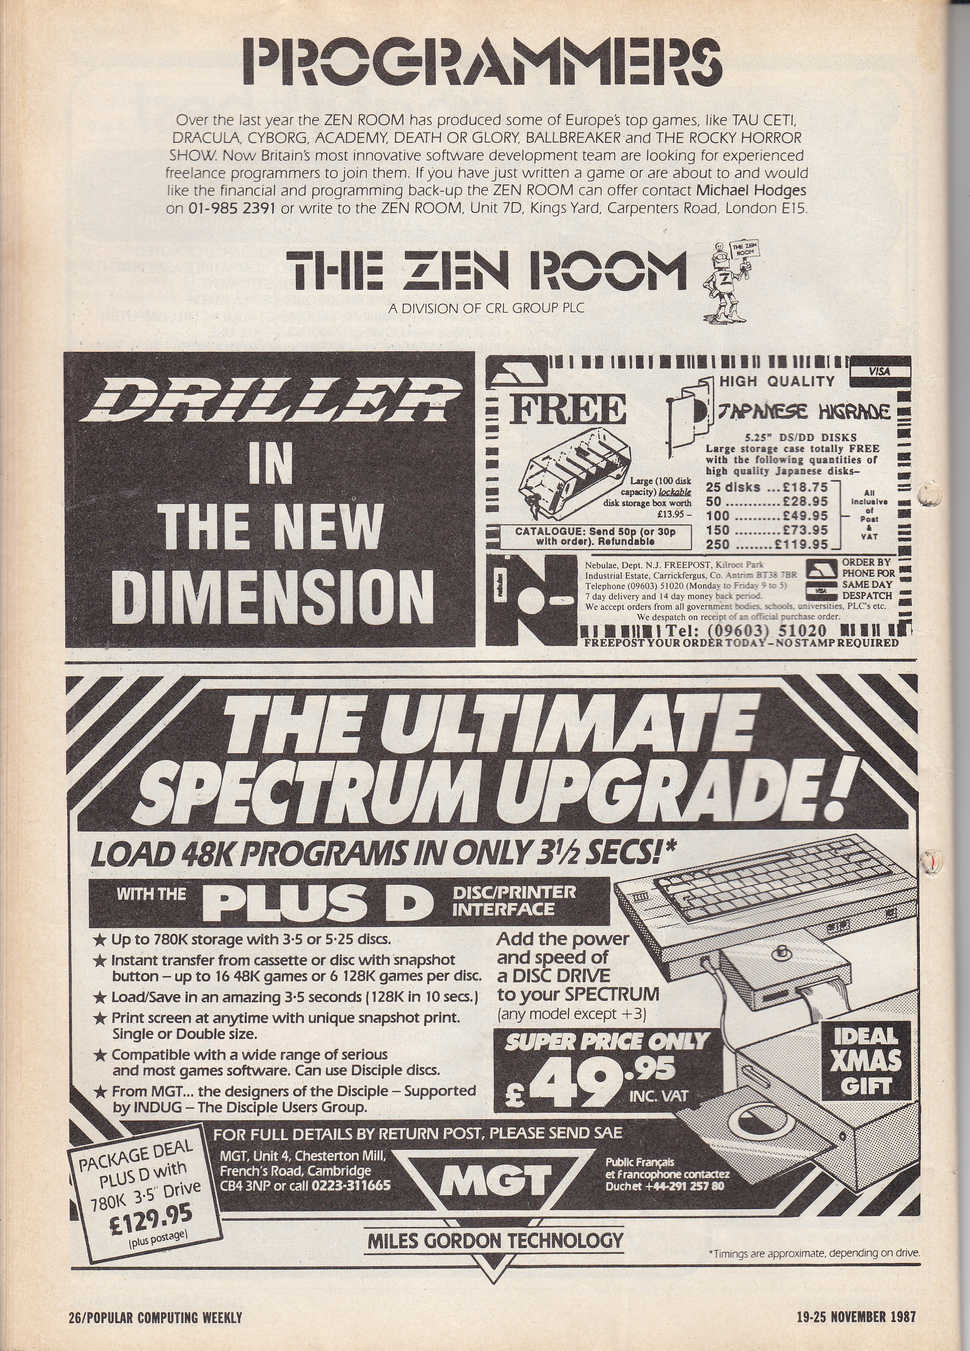 PROGRAMMERS
Over the last year the ZEN ROOM has produced some of Europe's top games, like TAU CETI,
DRACULA, CYBORG, ACADEMY, DEATH OR GLORY, BALLBREAKER and THE ROCKY HORROR
SHOW. Now Britain's most innovative software development team are looking for experienced
freelance programmers to join them. If you have just written a game or are about to and would
like the financial and programming back-up the ZEN ROOM can offer contact Michael Hodges
on 01-985 2391 or write to the ZEN ROOM, Unit 7D, Kings Yard, Carpenters Road, London E15.
THE ZEN ROOM
THE ZEN
ROOM
Z
A DIVISION OF CRL GROUP PLC
DRILLER
IN
THE NEW
DIMENSION
VISA
FREE
HIGH QUALITY
JAPANESE HIGRADE
5.25" DS/DD DISKS
Large storage case totally FREE
with the following quantities of
high quality Japanese disks–
25 disks ...£18.75
50 ...........£28.95
100 ..........£49.95
150 ..........£73.95
250 ........£119.95
All
Inclusive
of
Post
&
VAT
Large (100 disk
capacity) lockable
disk storage box worth
£13.95 –
CATALOGUE: Send 50p (or 30p
with order). Refundable
nebulae
Nebulae, Dept. N.J. FREEPOST, Kilroot Park
Industrial Estate, Carrickfergus, Co. Antrim BT38 7BR
Telephone (09603) 51020 (Monday to Friday 9 to 5)
7 day delivery and 14 day money back period.
We accept orders from all government bodies, schools, universities, PLC's etc.
We despatch on receipt of an official purchase order.
VISA
ORDER BY
PHONE FOR
SAME DAY
DESPATCH
Tel: (09603) 51020
FREEPOST YOUR ORDER TODAY – NO STAMP REQUIRED
THE ULTIMATE
SPECTRUM UPGRADE!
LOAD 48K PROGRAMS IN ONLY 3½ SECS!*
WITH THE PLUS D DISC/PRINTER
INTERFACE
★ Up to 780K storage with 3·5 or 5·25 discs.
★ Instant transfer from cassette or disc with snapshot
button – up to 16 48K games or 6 128K games per disc.
★ Load/Save in an amazing 3·5 seconds (128K in 10 secs.)
★ Print screen at anytime with unique snapshot print.
Single or Double size.
★ Compatible with a wide range of serious
and most games software. Can use Disciple discs.
★ From MGT... the designers of the Disciple – Supported
by INDUG – The Disciple Users Group.
Add the power
and speed of
a DISC DRIVE
to your SPECTRUM
(any model except +3)
SUPER PRICE ONLY
£49.95
INC. VAT
IDEAL
XMAS
GIFT
PACKAGE DEAL
PLUS D with
780K 3·5" Drive
£129.95
(plus postage)
FOR FULL DETAILS BY RETURN POST, PLEASE SEND SAE
MGT, Unit 4, Chesterton Mill,
French's Road, Cambridge
CB4 3NP or call 0223-311665
MGT
Public Français
et Francophone contactez
Duchet +44-291 257 80
MILES GORDON TECHNOLOGY
*Timings are approximate, depending on drive.
26/POPULAR COMPUTING WEEKLY
19-25 NOVEMBER 1987